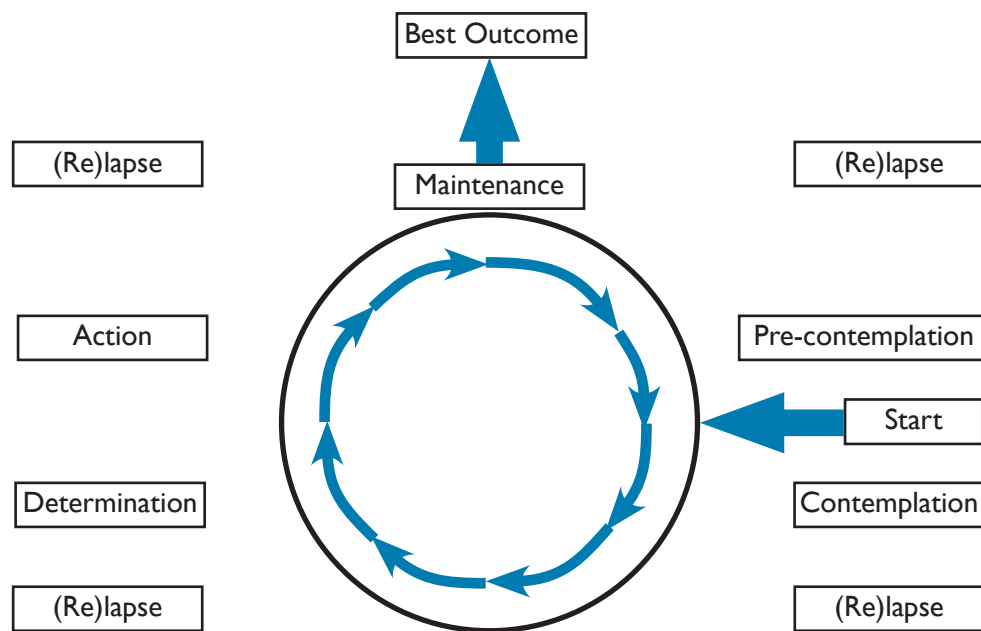 Best Outcome
(Re)lapse
(Re)lapse
Maintenance
Action
Pre-contemplation
Start
Determination
Contemplation
(Re)lapse
(Re)lapse